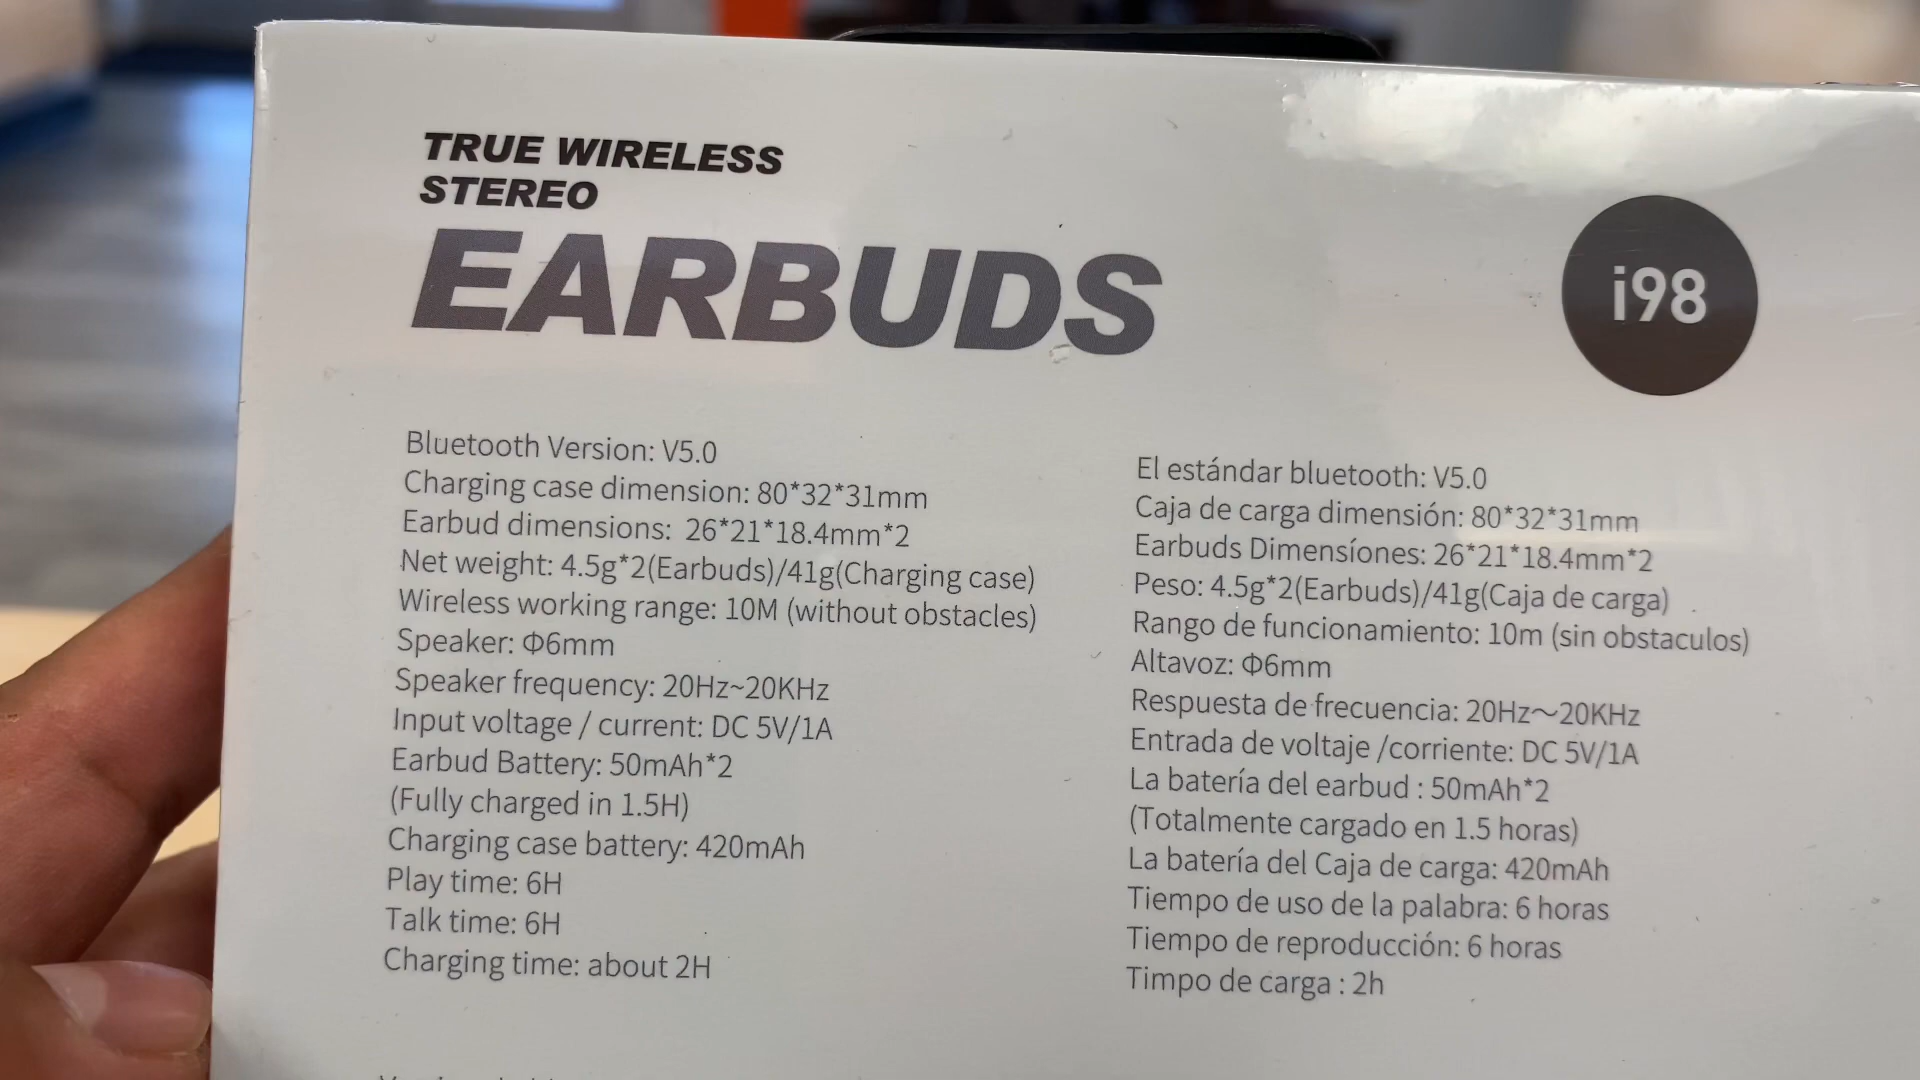 TRUE WIRELESS
STEREO
EARBUDS
i98
Bluetooth Version: V5.0
Charging case dimension: 80*32*31mm
Earbud dimensions: 26*21*18.4mm*2
Net weight: 4.5g*2(Earbuds)/41g(Charging case)
Wireless working range: 10M (without obstacles)
Speaker: Φ6mm
Speaker frequency: 20Hz~20KHz
Input voltage / current: DC 5V/1A
Earbud Battery: 50mAh*2
(Fully charged in 1.5H)
Charging case battery: 420mAh
Play time: 6H
Talk time: 6H
Charging time: about 2H
El estándar bluetooth: V5.0
Caja de carga dimensión: 80*32*31mm
Earbuds Dimensíones: 26*21*18.4mm*2
Peso: 4.5g*2(Earbuds)/41g(Caja de carga)
Rango de funcionamiento: 10m (sin obstaculos)
Altavoz: Φ6mm
Respuesta de frecuencia: 20Hz～20KHz
Entrada de voltaje /corriente: DC 5V/1A
La batería del earbud : 50mAh*2
(Totalmente cargado en 1.5 horas)
La batería del Caja de carga: 420mAh
Tiempo de uso de la palabra: 6 horas
Tiempo de reproducción: 6 horas
Timpo de carga : 2h